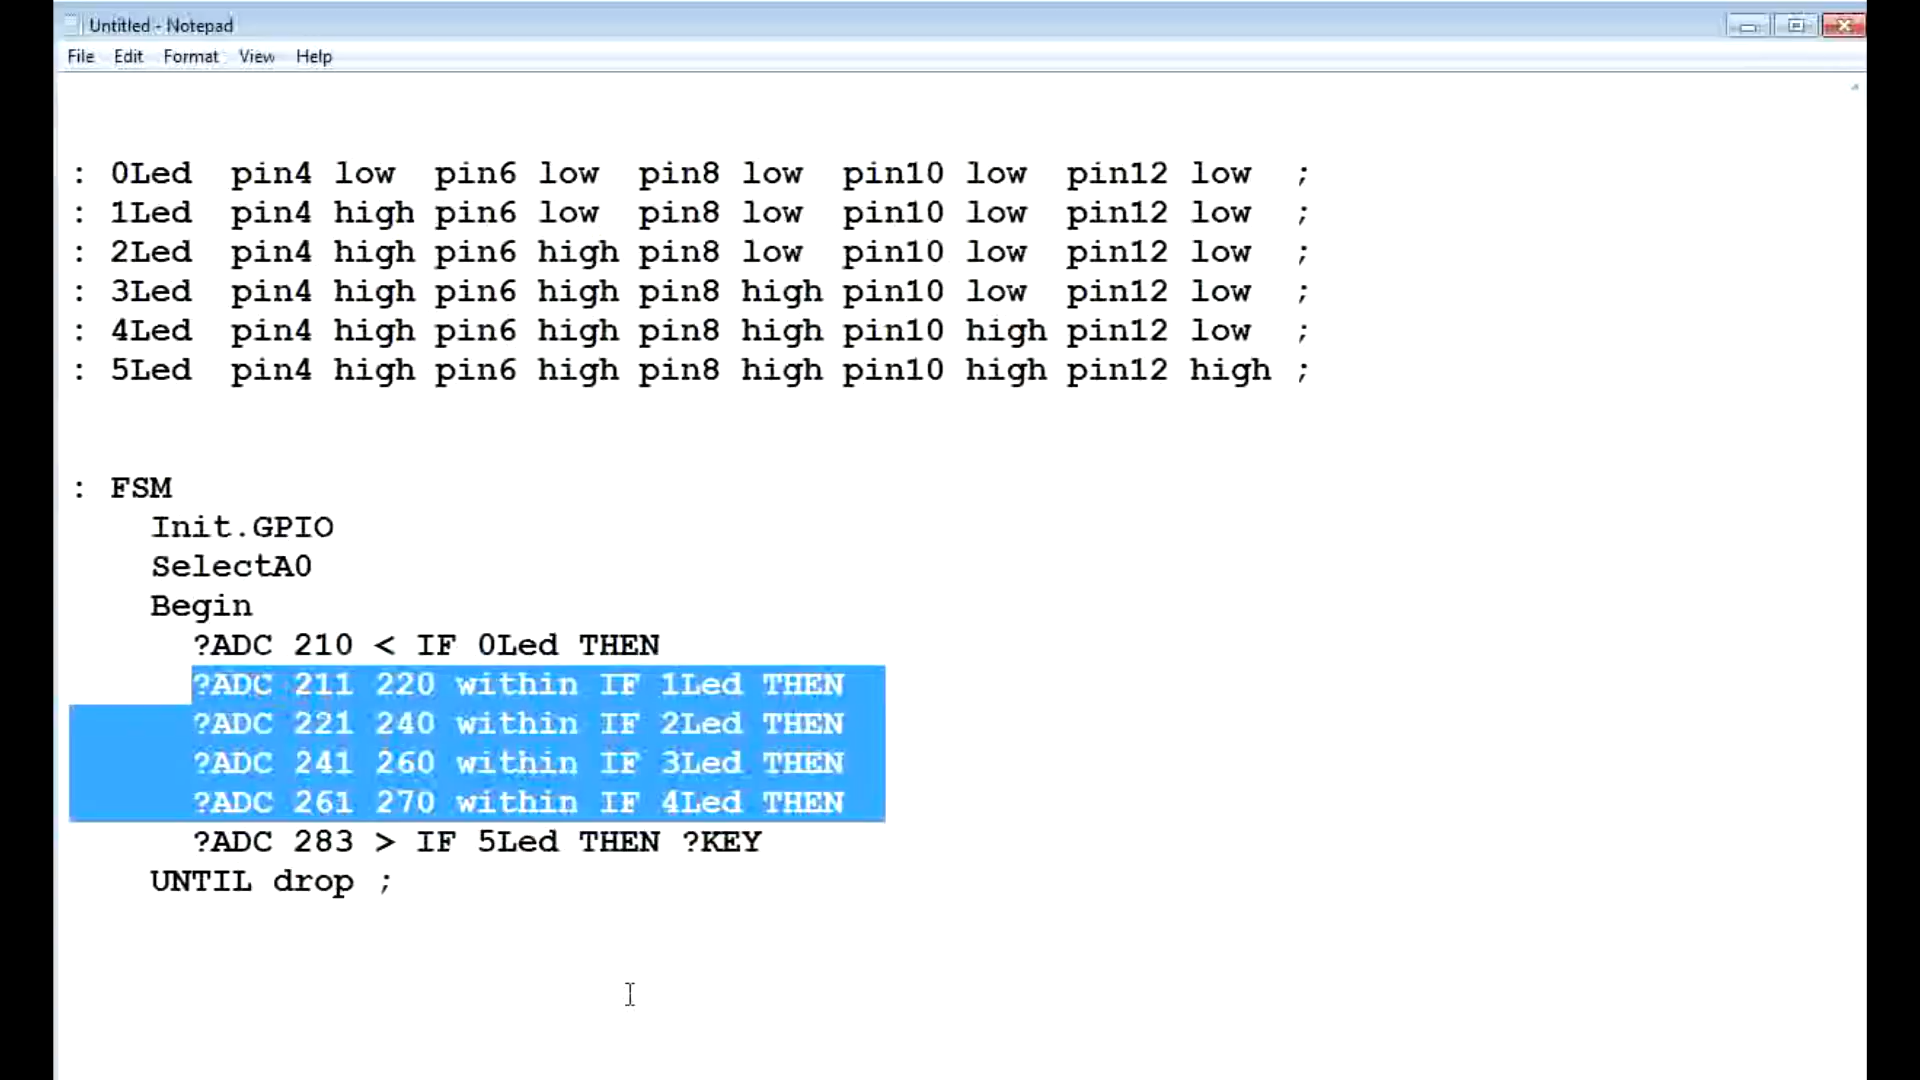 Untitled - Notepad
File Edit Format View Help
: 0Led  pin4 low  pin6 low  pin8 low  pin10 low  pin12 low  ;
: 1Led  pin4 high pin6 low  pin8 low  pin10 low  pin12 low  ;
: 2Led  pin4 high pin6 high pin8 low  pin10 low  pin12 low  ;
: 3Led  pin4 high pin6 high pin8 high pin10 low  pin12 low  ;
: 4Led  pin4 high pin6 high pin8 high pin10 high pin12 low  ;
: 5Led  pin4 high pin6 high pin8 high pin10 high pin12 high ;
: FSM
Init.GPIO
SelectA0
Begin
?ADC 210 < IF 0Led THEN
?ADC 211 220 within IF 1Led THEN
?ADC 221 240 within IF 2Led THEN
?ADC 241 260 within IF 3Led THEN
?ADC 261 270 within IF 4Led THEN
?ADC 283 > IF 5Led THEN ?KEY
UNTIL drop ;